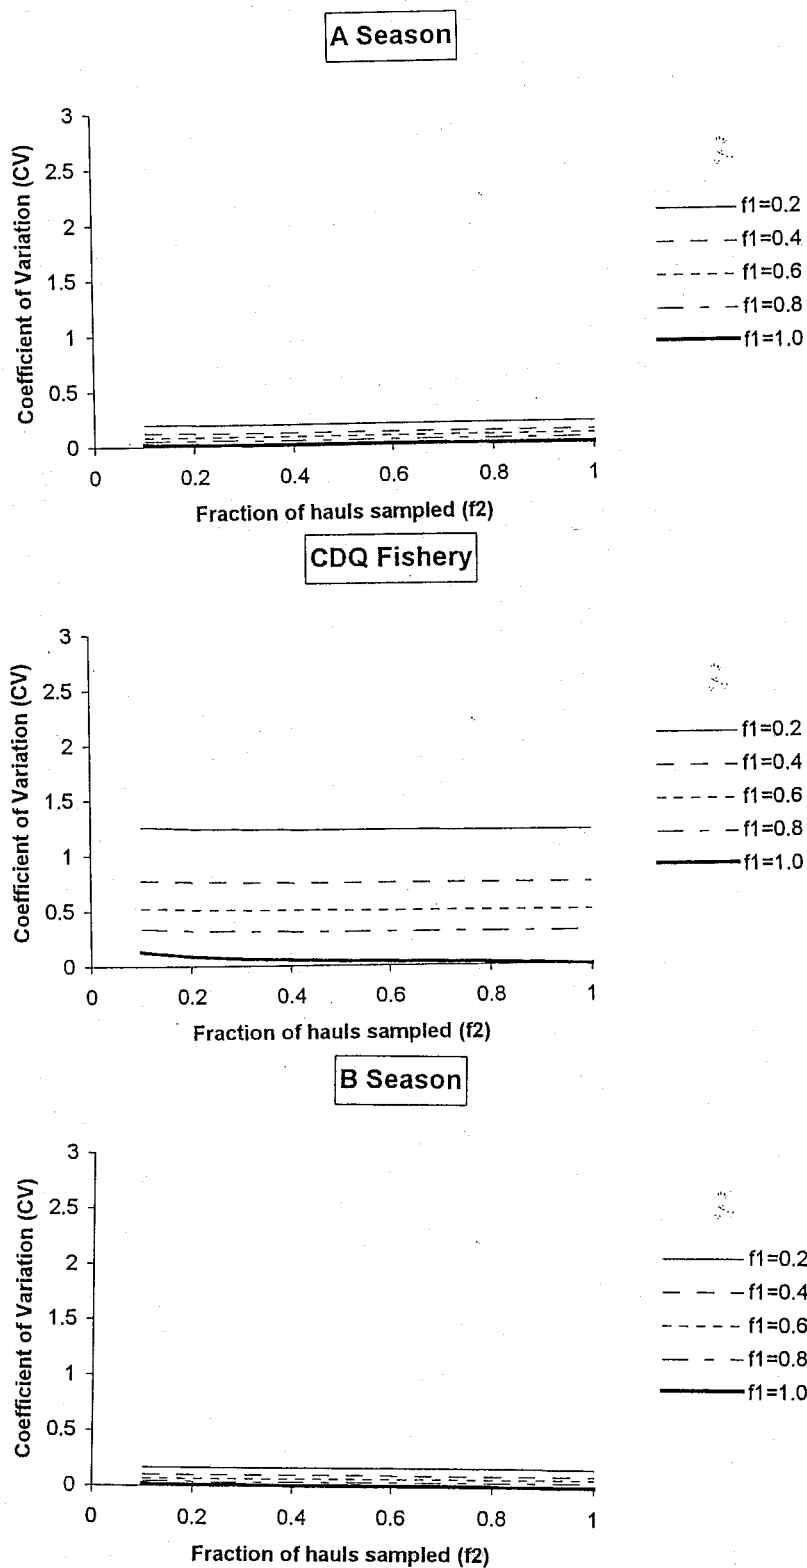 A Season
3
2.5
2
1.5
1
0.5
0
Coefficient of Variation (CV)
0 0.2 0.4 0.6 0.8 1
Fraction of hauls sampled (f2)
f1=0.2
f1=0.4
f1=0.6
f1=0.8
f1=1.0
CDQ Fishery
3
2.5
2
1.5
1
0.5
0
Coefficient of Variation (CV)
0 0.2 0.4 0.6 0.8 1
Fraction of hauls sampled (f2)
f1=0.2
f1=0.4
f1=0.6
f1=0.8
f1=1.0
B Season
3
2.5
2
1.5
1
0.5
0
Coefficient of Variation (CV)
0 0.2 0.4 0.6 0.8 1
Fraction of hauls sampled (f2)
f1=0.2
f1=0.4
f1=0.6
f1=0.8
f1=1.0